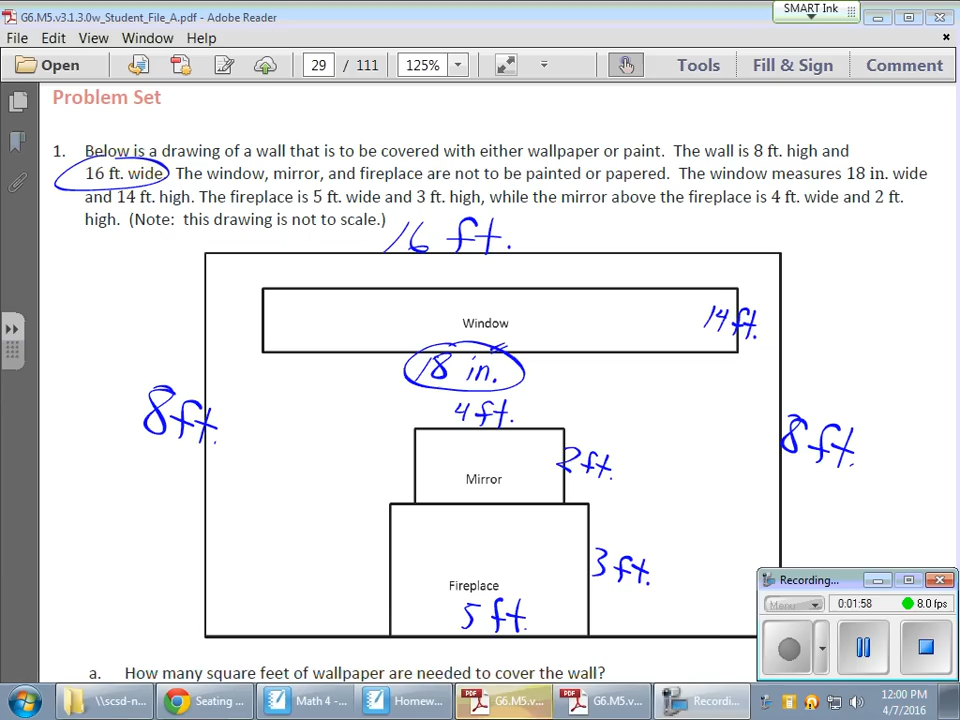 G6.M5.v3.1.3.0w_Student_File_A.pdf - Adobe Reader
SMART Ink
File Edit View Window Help
Open 29 / 111 125% Tools Fill & Sign Comment
Problem Set
1. Below is a drawing of a wall that is to be covered with either wallpaper or paint. The wall is 8 ft. high and
16 ft. wide. The window, mirror, and fireplace are not to be painted or papered. The window measures 18 in. wide
and 14 ft. high. The fireplace is 5 ft. wide and 3 ft. high, while the mirror above the fireplace is 4 ft. wide and 2 ft.
high. (Note: this drawing is not to scale.)
16 ft.
Window
14 ft.
18 in.
4 ft.
8 ft.
8 ft.
Mirror
2 ft.
3 ft.
Fireplace
5 ft.
Recording...
Menu 0:01:58 8.0 fps
a. How many square feet of wallpaper are needed to cover the wall?
\\sccd-n... Seating ... Math 4 -... Homew... G6.M5.v... G6.M5.v... Recordi...
12:00 PM
4/7/2016